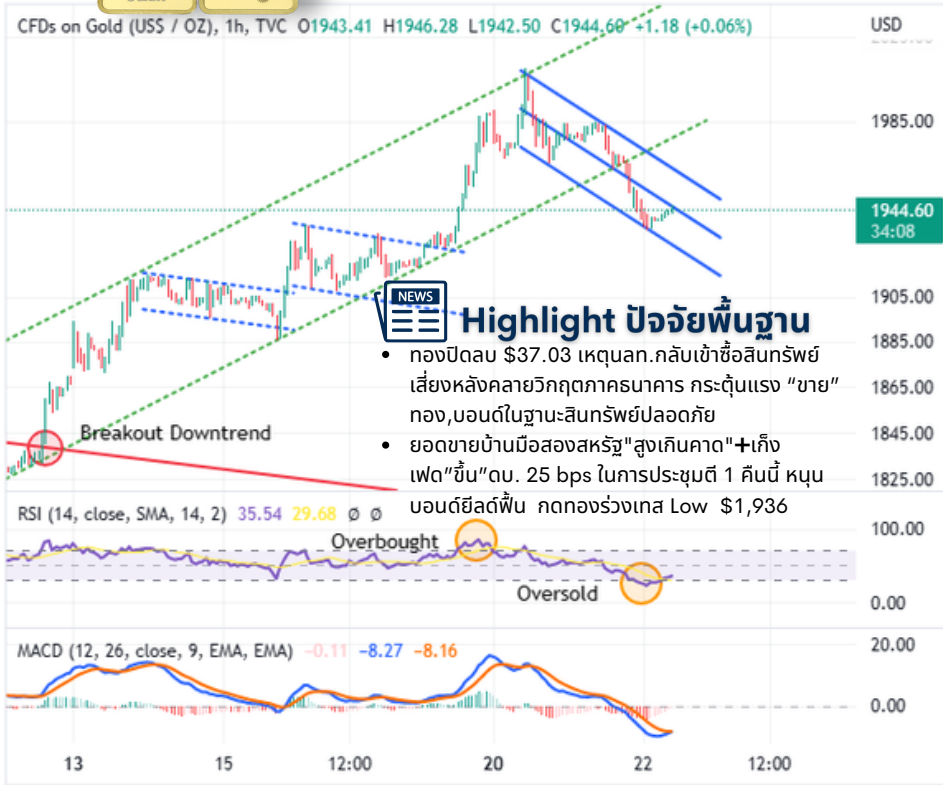 CFDs on Gold (US$ / OZ), 1h, TVC O1943.41 H1946.28 L1942.50 C1944.60 +1.18 (+0.06%)
USD
1985.00
1944.60
34:08
1905.00
1885.00
1865.00
1845.00
1825.00
NEWS
Highlight ปัจจัยพื้นฐาน
• ทองปิดลบ $37.03 เหตุนลท.กลับเข้าซื้อสินทรัพย์
เสี่ยงหลังคลายวิกฤตภาคธนาคาร กระตุ้นแรง “ขาย”
ทอง,บอนด์ในฐานะสินทรัพย์ปลอดภัย
• ยอดขายบ้านมือสองสหรัฐ"สูงเกินคาด"+เก็ง
เฟด”ขึ้น”ดบ. 25 bps ในการประชุมตี 1 คืนนี้ หนุน
บอนด์ยีลด์ฟื้น กดทองร่วงเทส Low $1,936
Breakout Downtrend
RSI (14, close, SMA, 14, 2) 35.54 29.68 Ø Ø
100.00
Overbought
Oversold
0.00
MACD (12, 26, close, 9, EMA, EMA) -0.11 -8.27 -8.16
20.00
0.00
13 15 12:00 20 22 12:00